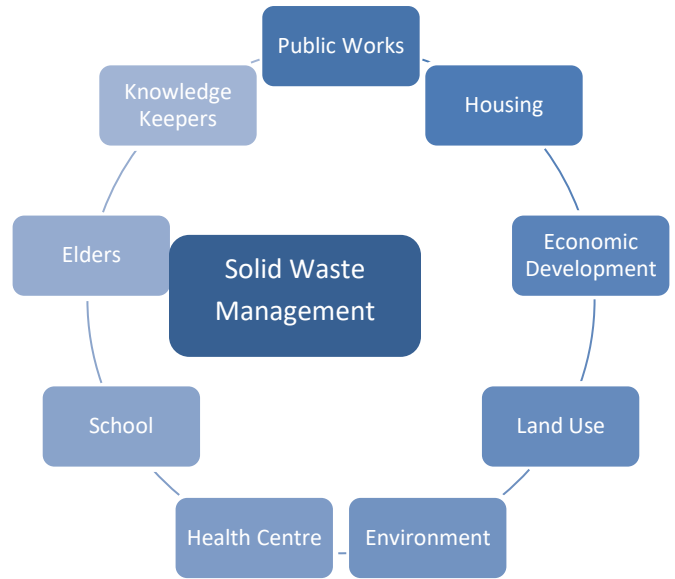 Public Works
Knowledge
Keepers
Housing
Elders
Solid Waste
Management
Economic
Development
School
Land Use
Health Centre
Environment